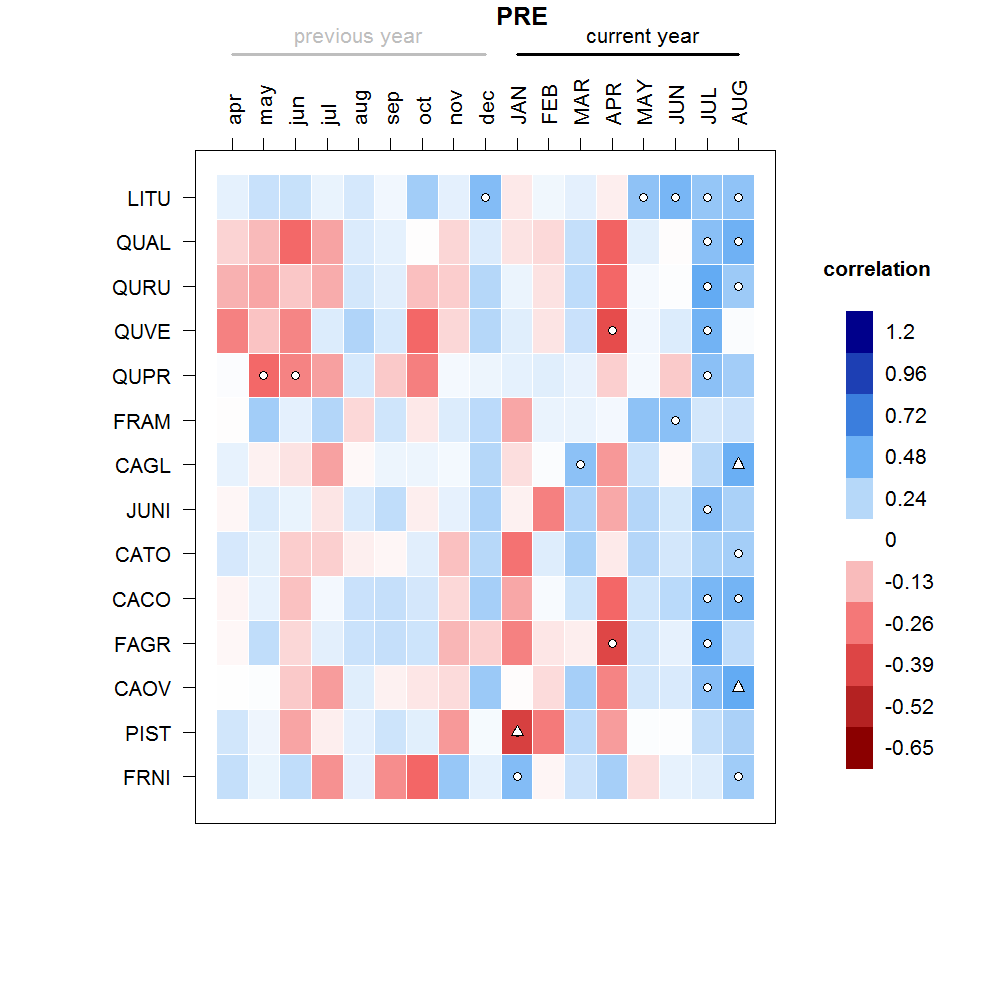 PRE
previous year
current year
apr may jun jul aug sep oct nov dec JAN FEB MAR APR MAY JUN JUL AUG
LITU
QUAL
QURU
QUVE
QUPR
FRAM
CAGL
JUNI
CATO
CACO
FAGR
CAOV
PIST
FRNI
correlation
1.2
0.96
0.72
0.48
0.24
0
-0.13
-0.26
-0.39
-0.52
-0.65